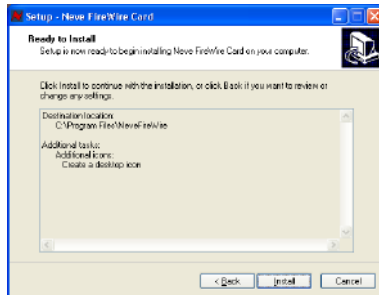 Setup - Neve FireWire Card
Ready to Install
Setup is now ready to begin installing Neve FireWire Card on your computer.
Click Install to continue with the installation, or click Back if you want to review or
change any settings.
Destination location:
C:\Program Files\NeveFireWire
Additional tasks:
Additional icons:
Create a desktop icon
< Back
Install
Cancel